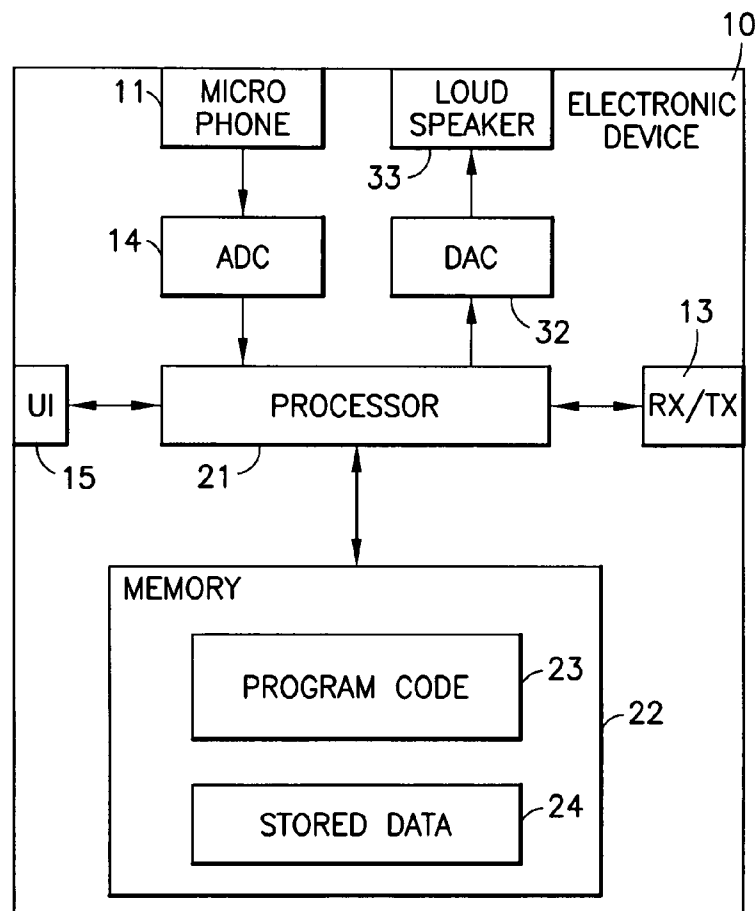 10
11
MICRO
PHONE
LOUD
SPEAKER
ELECTRONIC
DEVICE
33
14
ADC
DAC
32
13
UI
PROCESSOR
RX/TX
15
21
MEMORY
PROGRAM CODE
23
22
STORED DATA
24